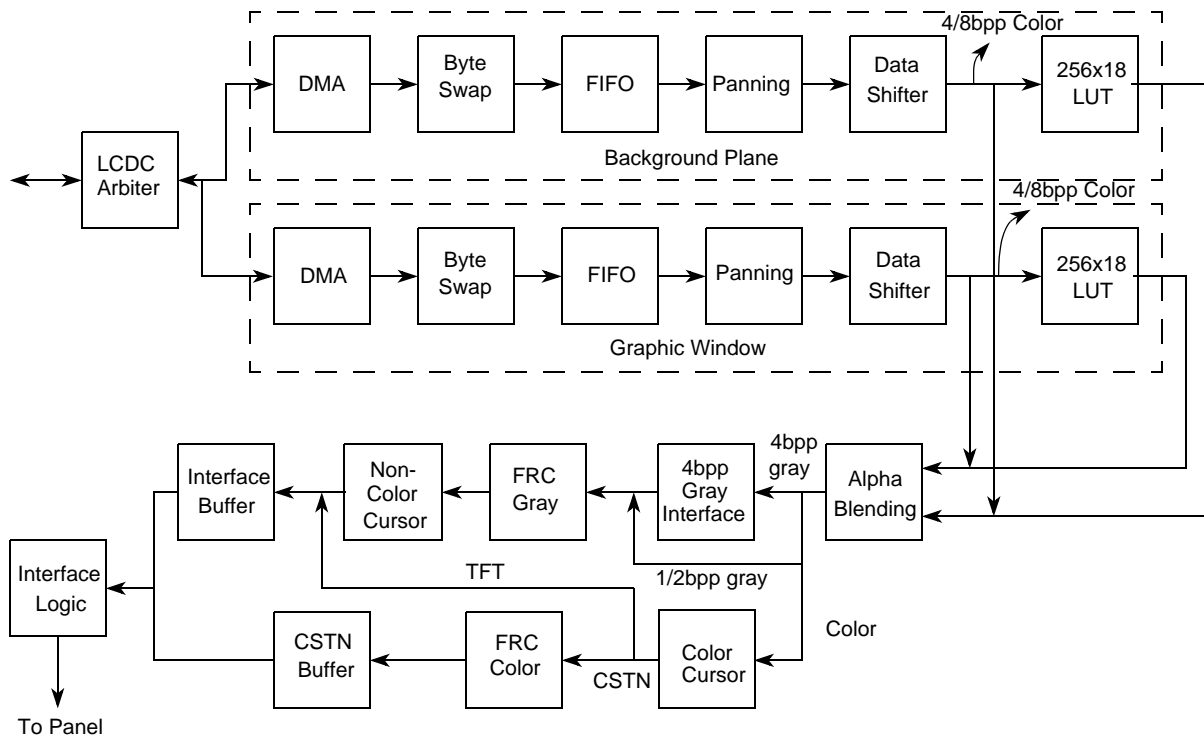 4/8bpp Color
DMA
Byte
Swap
FIFO
Panning
Data
Shifter
256x18
LUT
LCDC
Arbiter
Background Plane
4/8bpp Color
DMA
Byte
Swap
FIFO
Panning
Data
Shifter
256x18
LUT
Graphic Window
Interface
Buffer
Non-
Color
Cursor
FRC
Gray
4bpp
Gray
Interface
4bpp
gray
Alpha
Blending
Interface
Logic
TFT
1/2bpp gray
CSTN
Buffer
FRC
Color
CSTN
Color
Cursor
Color
To Panel